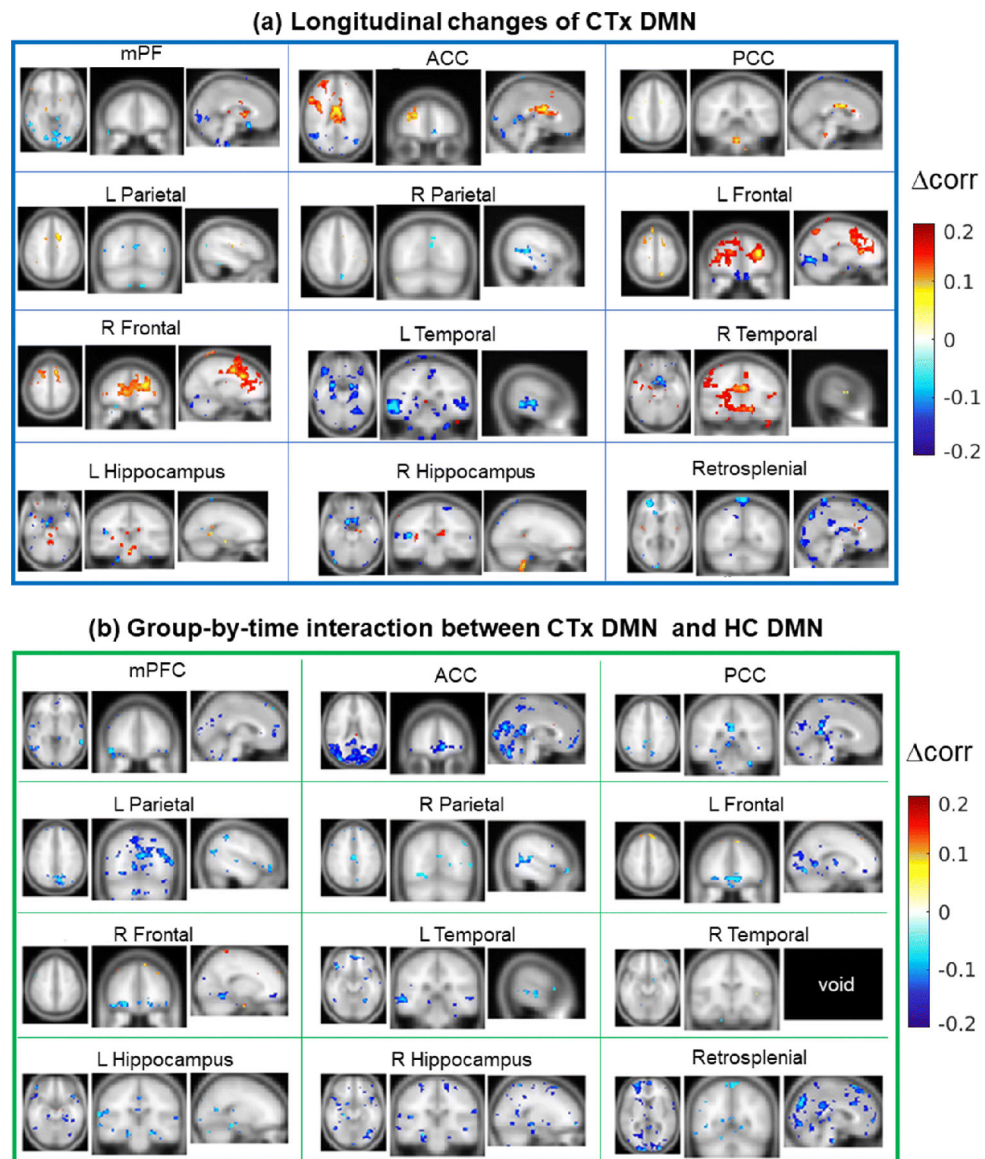 (a) Longitudinal changes of CTx DMN
mPF
ACC
PCC
L Parietal
R Parietal
L Frontal
R Frontal
L Temporal
R Temporal
L Hippocampus
R Hippocampus
Retrosplenial
Δcorr
0.2
0.1
0
-0.1
-0.2
(b) Group-by-time interaction between CTx DMN and HC DMN
mPFC
ACC
PCC
L Parietal
R Parietal
L Frontal
R Frontal
L Temporal
R Temporal
void
L Hippocampus
R Hippocampus
Retrosplenial
Δcorr
0.2
0.1
0
-0.1
-0.2